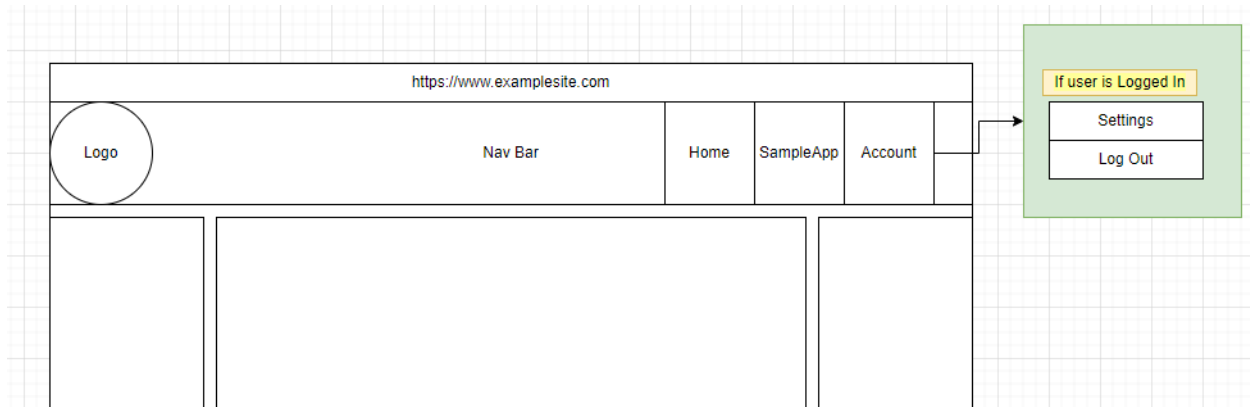 https://www.examplesite.com
Logo
Nav Bar
Home
SampleApp
Account
If user is Logged In
Settings
Log Out